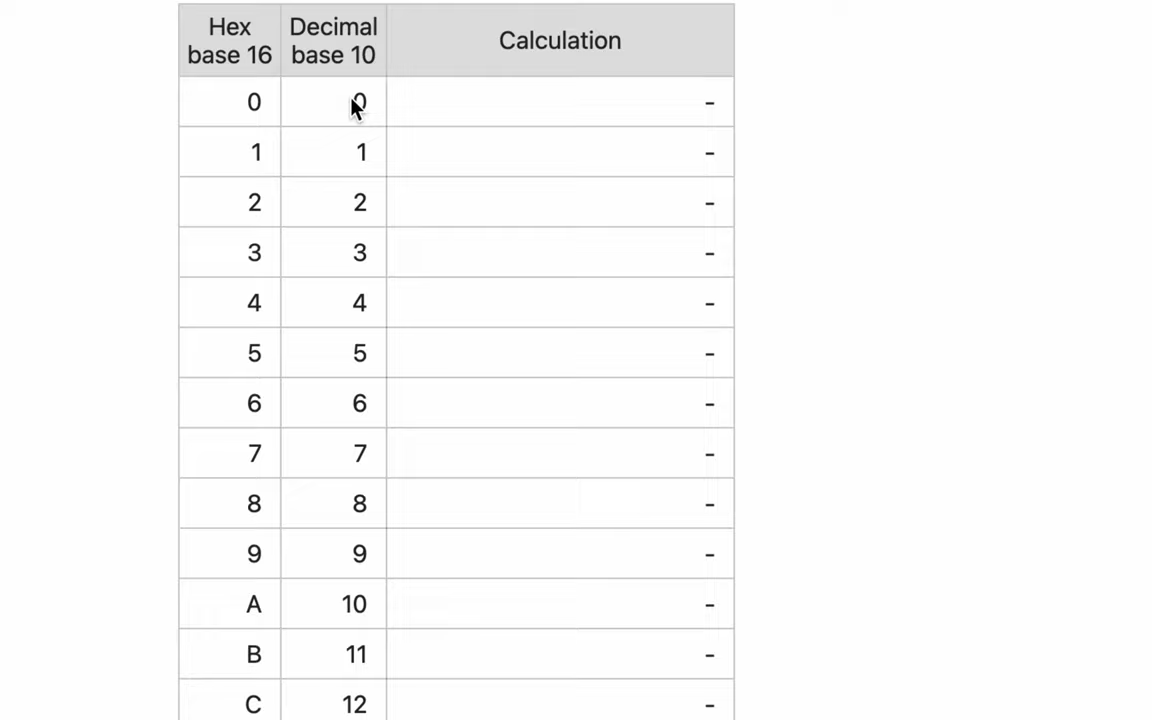 Hex base 16 Decimal base 10 Calculation
0 0 -
1 1 -
2 2 -
3 3 -
4 4 -
5 5 -
6 6 -
7 7 -
8 8 -
9 9 -
A 10 -
B 11 -
C 12 -